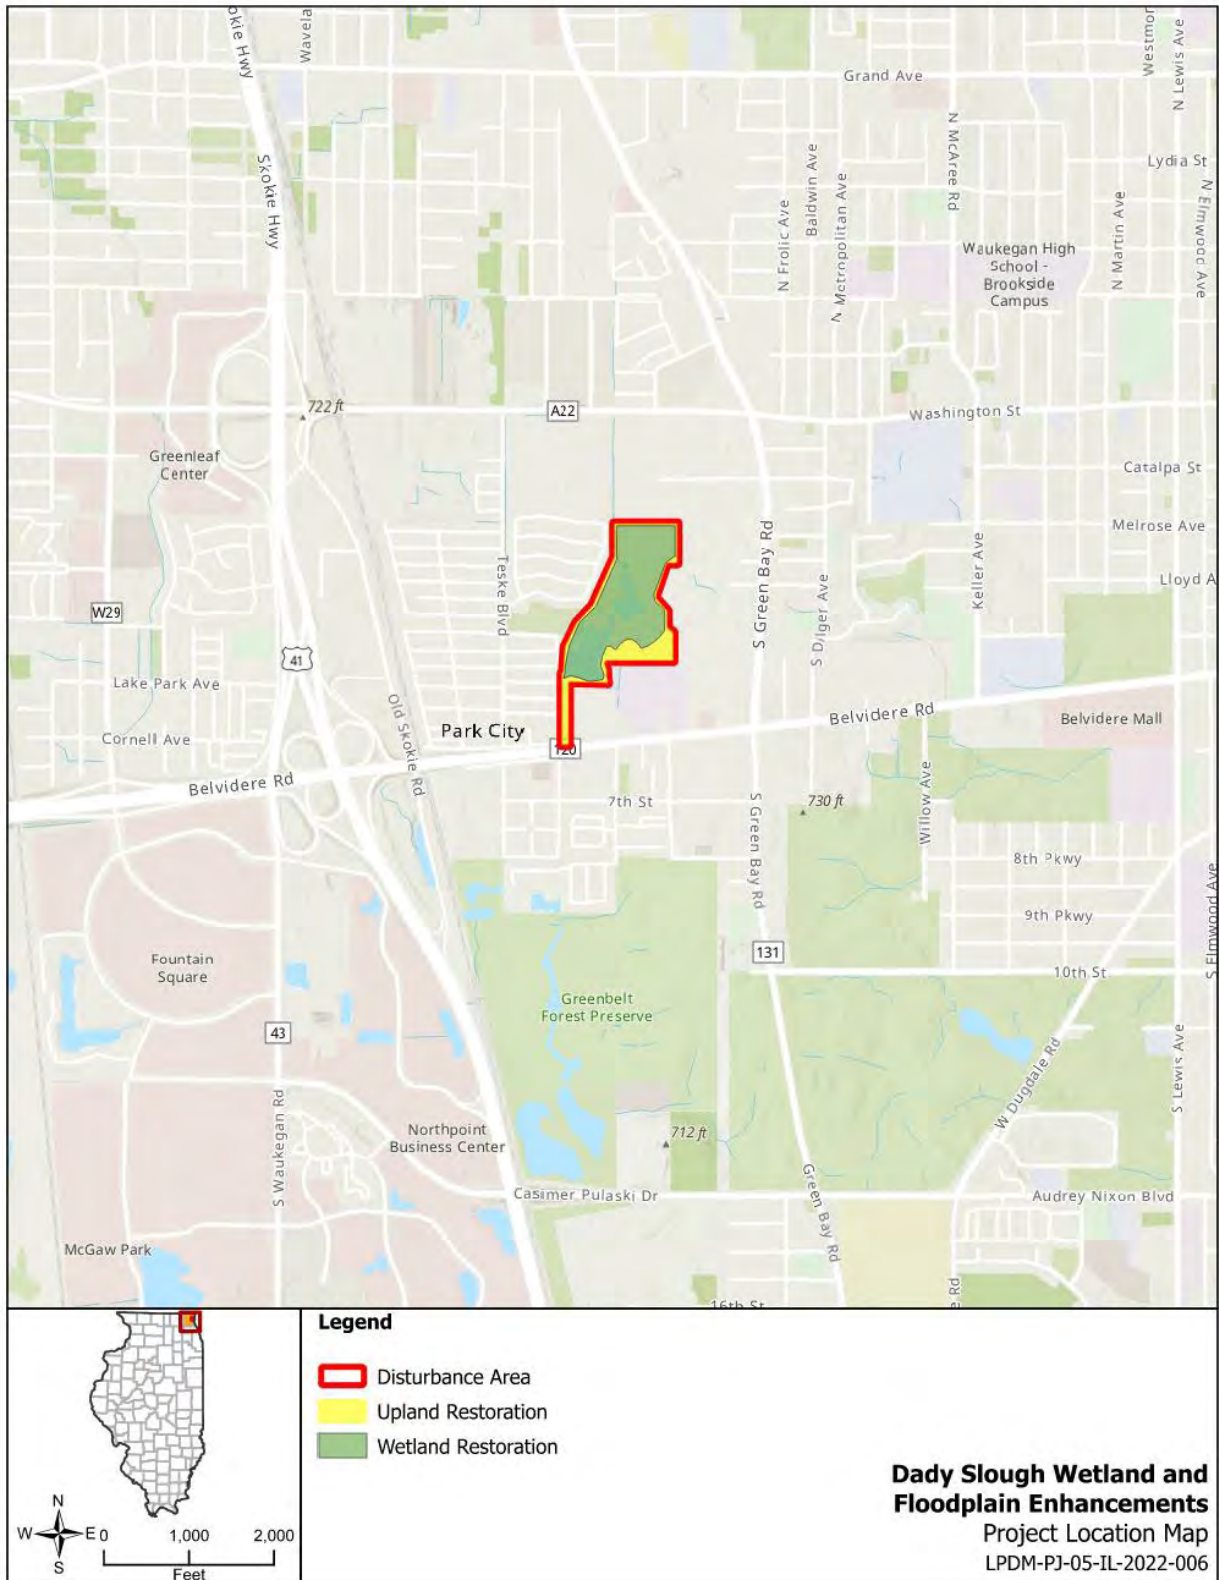 okie Hwy
Wavela
Westmor
N Lewis Ave
Grand Ave
Skokie Hwy
N McAree Rd
Lydia St
Baldwin Ave
N Frolic Ave
N Metropolitan Ave
N Martin Ave
N Elmwood Ave
Waukegan High
School -
Brookside
Campus
722 ft
A22
Washington St
Greenleaf
Center
Catalpa St
Melrose Ave
S Green Bay Rd
Teske Blvd
Keller Ave
Lloyd A
W29
S Dilger Ave
41
Lake Park Ave
Old Skokie Rd
Belvidere Rd
Belvidere Mall
Park City
Cornell Ave
120
Belvidere Rd
7th St
730 ft
S Green Bay Rd
Willow Ave
8th Pkwy
9th Pkwy
S Elmwood Ave
Fountain
Square
131
10th St
Greenbelt
Forest Preserve
43
W Dugdale Rd
S Lewis Ave
S Waukegan Rd
Northpoint
Business Center
712 ft
Casimer Pulaski Dr
Green Bay Rd
Audrey Nixon Blvd
McGaw Park
16th St
e Rd
Legend
Disturbance Area
Upland Restoration
Wetland Restoration
N
W E
S
0 1,000 2,000
Feet
Dady Slough Wetland and
Floodplain Enhancements
Project Location Map
LPDM-PJ-05-IL-2022-006